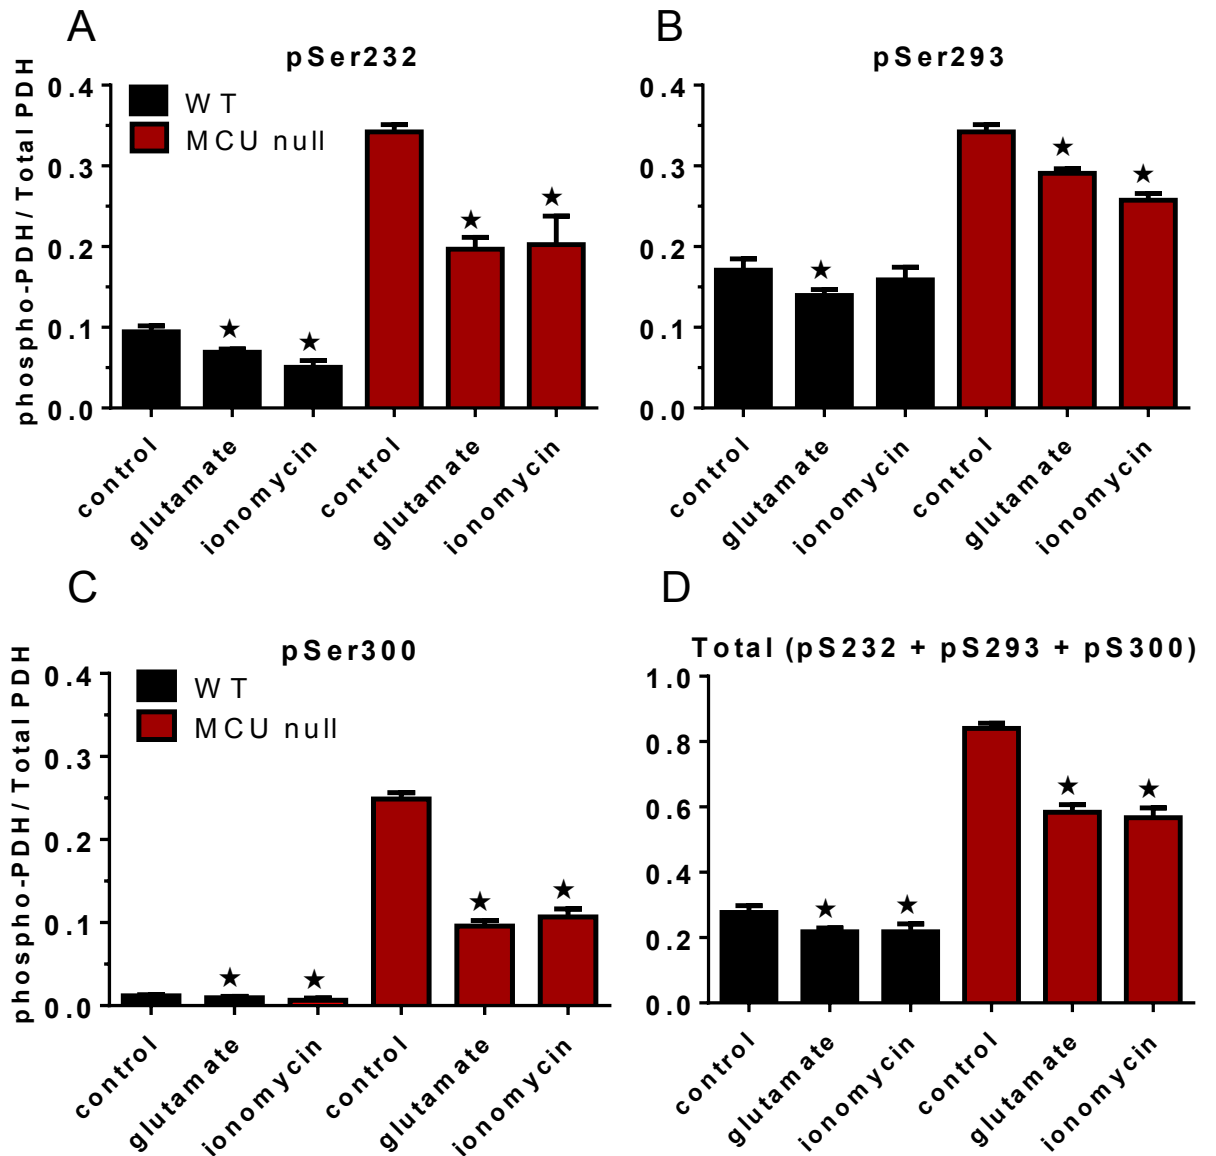 A
pSer232
phospho-PDH / Total PDH
0.4
0.3
0.2
0.1
0.0
WT
MCU null
★
★
★
★
control
glutamate
ionomycin
control
glutamate
ionomycin
B
pSer293
0.4
0.3
0.2
0.1
0.0
★
★
★
control
glutamate
ionomycin
control
glutamate
ionomycin
C
pSer300
phospho-PDH / Total PDH
0.4
0.3
0.2
0.1
0.0
WT
MCU null
★
★
★
★
control
glutamate
ionomycin
control
glutamate
ionomycin
D
Total (pS232 + pS293 + pS300)
1.0
0.8
0.6
0.4
0.2
0.0
★
★
★
★
control
glutamate
ionomycin
control
glutamate
ionomycin